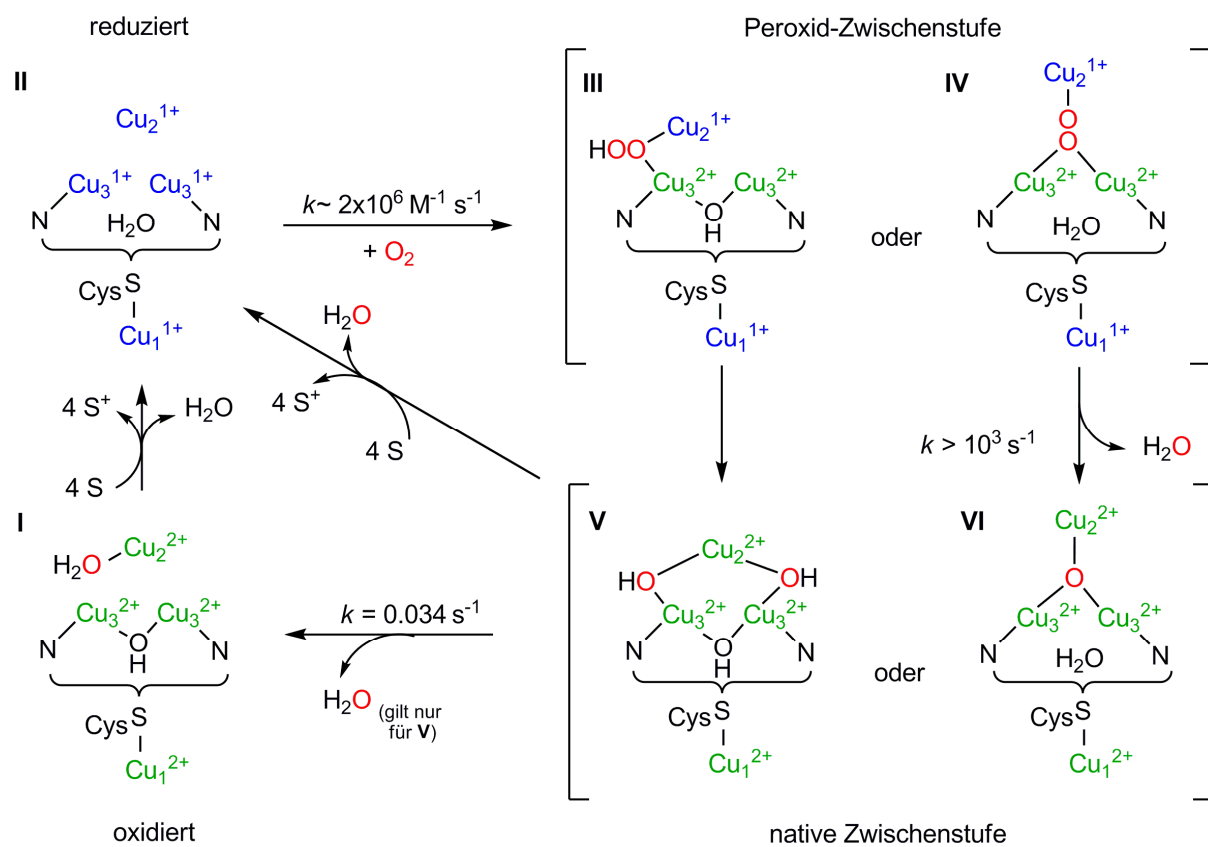 reduziert
Peroxid-Zwischenstufe
II
Cu₂¹⁺
Cu₃¹⁺ Cu₃¹⁺
N H₂O N
Cys S
Cu₁¹⁺
k~ 2x10⁶ M⁻¹ s⁻¹
+ O₂
III
Cu₂¹⁺
HOO
Cu₃²⁺ Cu₃²⁺
N O N
H
Cys S
Cu₁¹⁺
oder
IV
Cu₂¹⁺
O
O
Cu₃²⁺ Cu₃²⁺
N H₂O N
Cys S
Cu₁¹⁺
4 S⁺ H₂O
4 S
H₂O
4 S⁺
4 S
k > 10³ s⁻¹
H₂O
I
Cu₂²⁺
H₂O
Cu₃²⁺ Cu₃²⁺
N O N
H
Cys S
Cu₁²⁺
k = 0.034 s⁻¹
H₂O (gilt nur
für V)
V
Cu₂²⁺
HO OH
Cu₃²⁺ Cu₃²⁺
N O N
H
Cys S
Cu₁²⁺
oder
VI
Cu₂²⁺
O
Cu₃²⁺ Cu₃²⁺
N H₂O N
Cys S
Cu₁²⁺
oxidiert
native Zwischenstufe